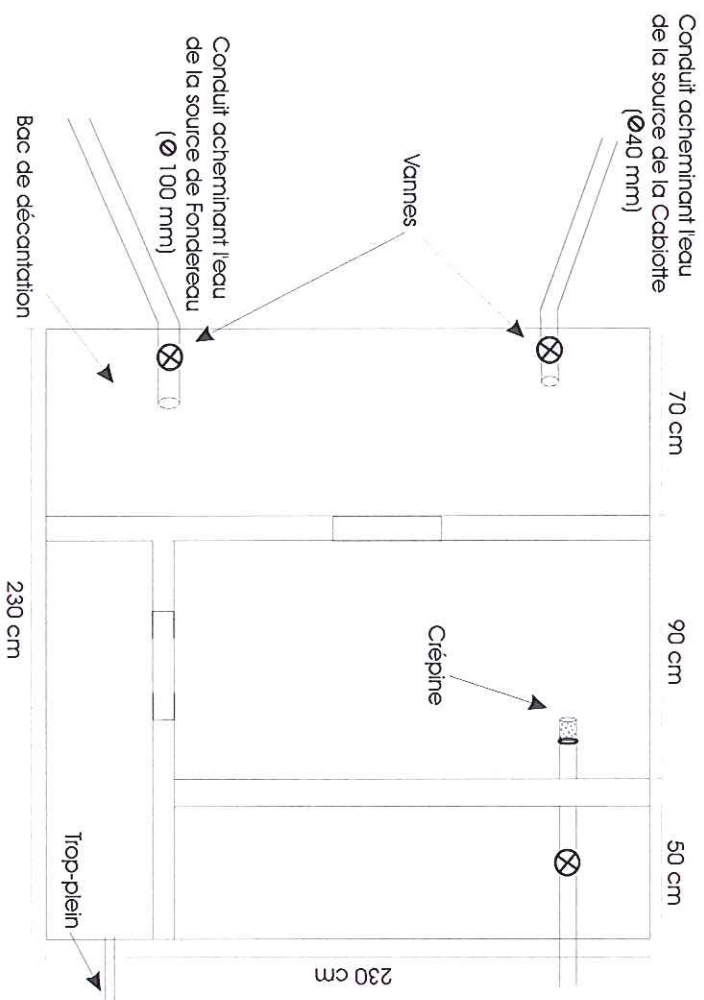 Conduit acheminant l'eau
de la source de la Cabiotte
(Ø40 mm)
70 cm
90 cm
50 cm
Vannes
Crépine
230 cm
Conduit acheminant l'eau
de la source de Fondereau
(Ø 100 mm)
Bac de décantation
Trop-plein
230 cm